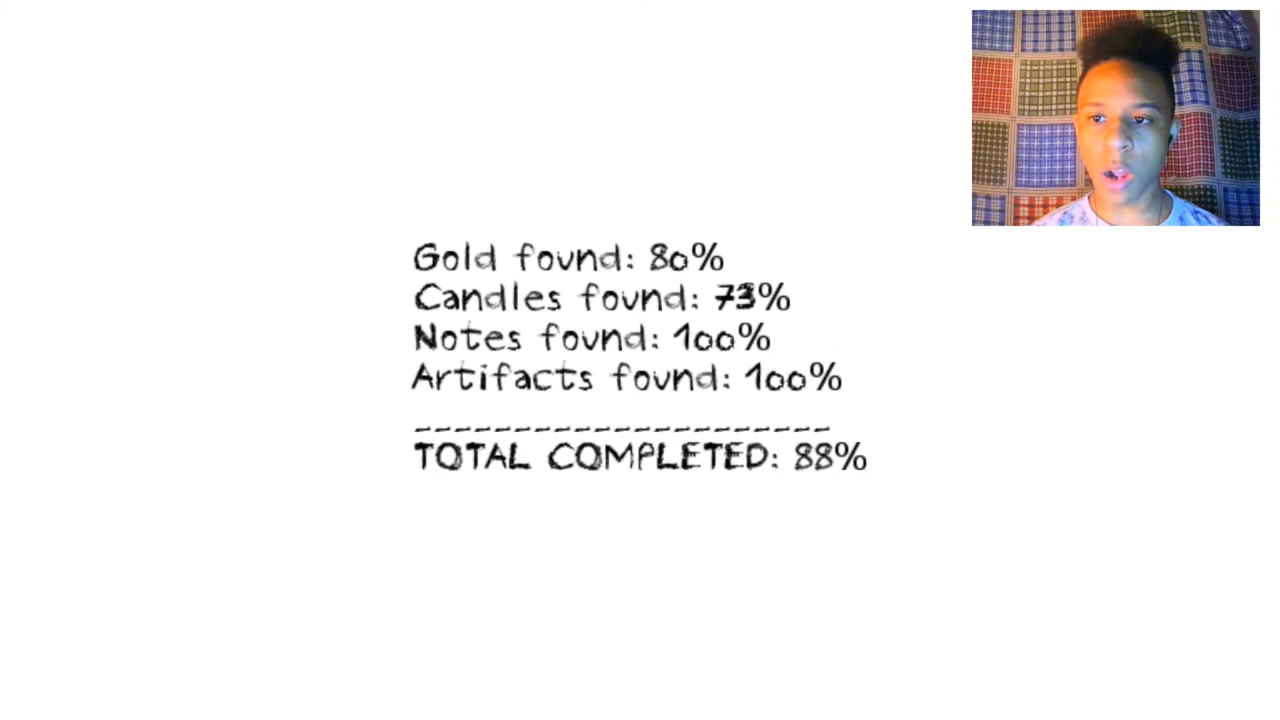 Gold found: 80%
Candles found: 73%
Notes found: 100%
Artifacts found: 100%
_ _ _ _ _ _ _ _ _ _ _ _ _ _ _ _ _ _ _ _ _
TOTAL COMPLETED: 88%